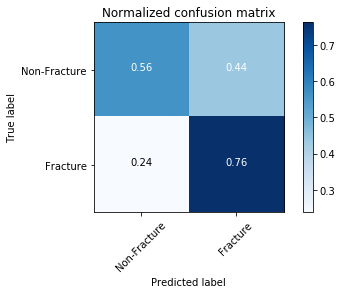 Normalized confusion matrix
True label
Non-Fracture
0.56 0.44
Fracture
0.24 0.76
Non-Fracture
Fracture
Predicted label
0.7
0.6
0.5
0.4
0.3